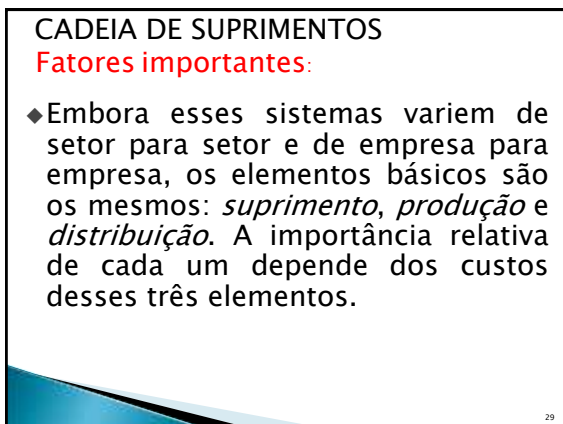 CADEIA DE SUPRIMENTOS
Fatores importantes:
◆Embora esses sistemas variem de
setor para setor e de empresa para
empresa, os elementos básicos são
os mesmos: suprimento, produção e
distribuição. A importância relativa
de cada um depende dos custos
desses três elementos.
29